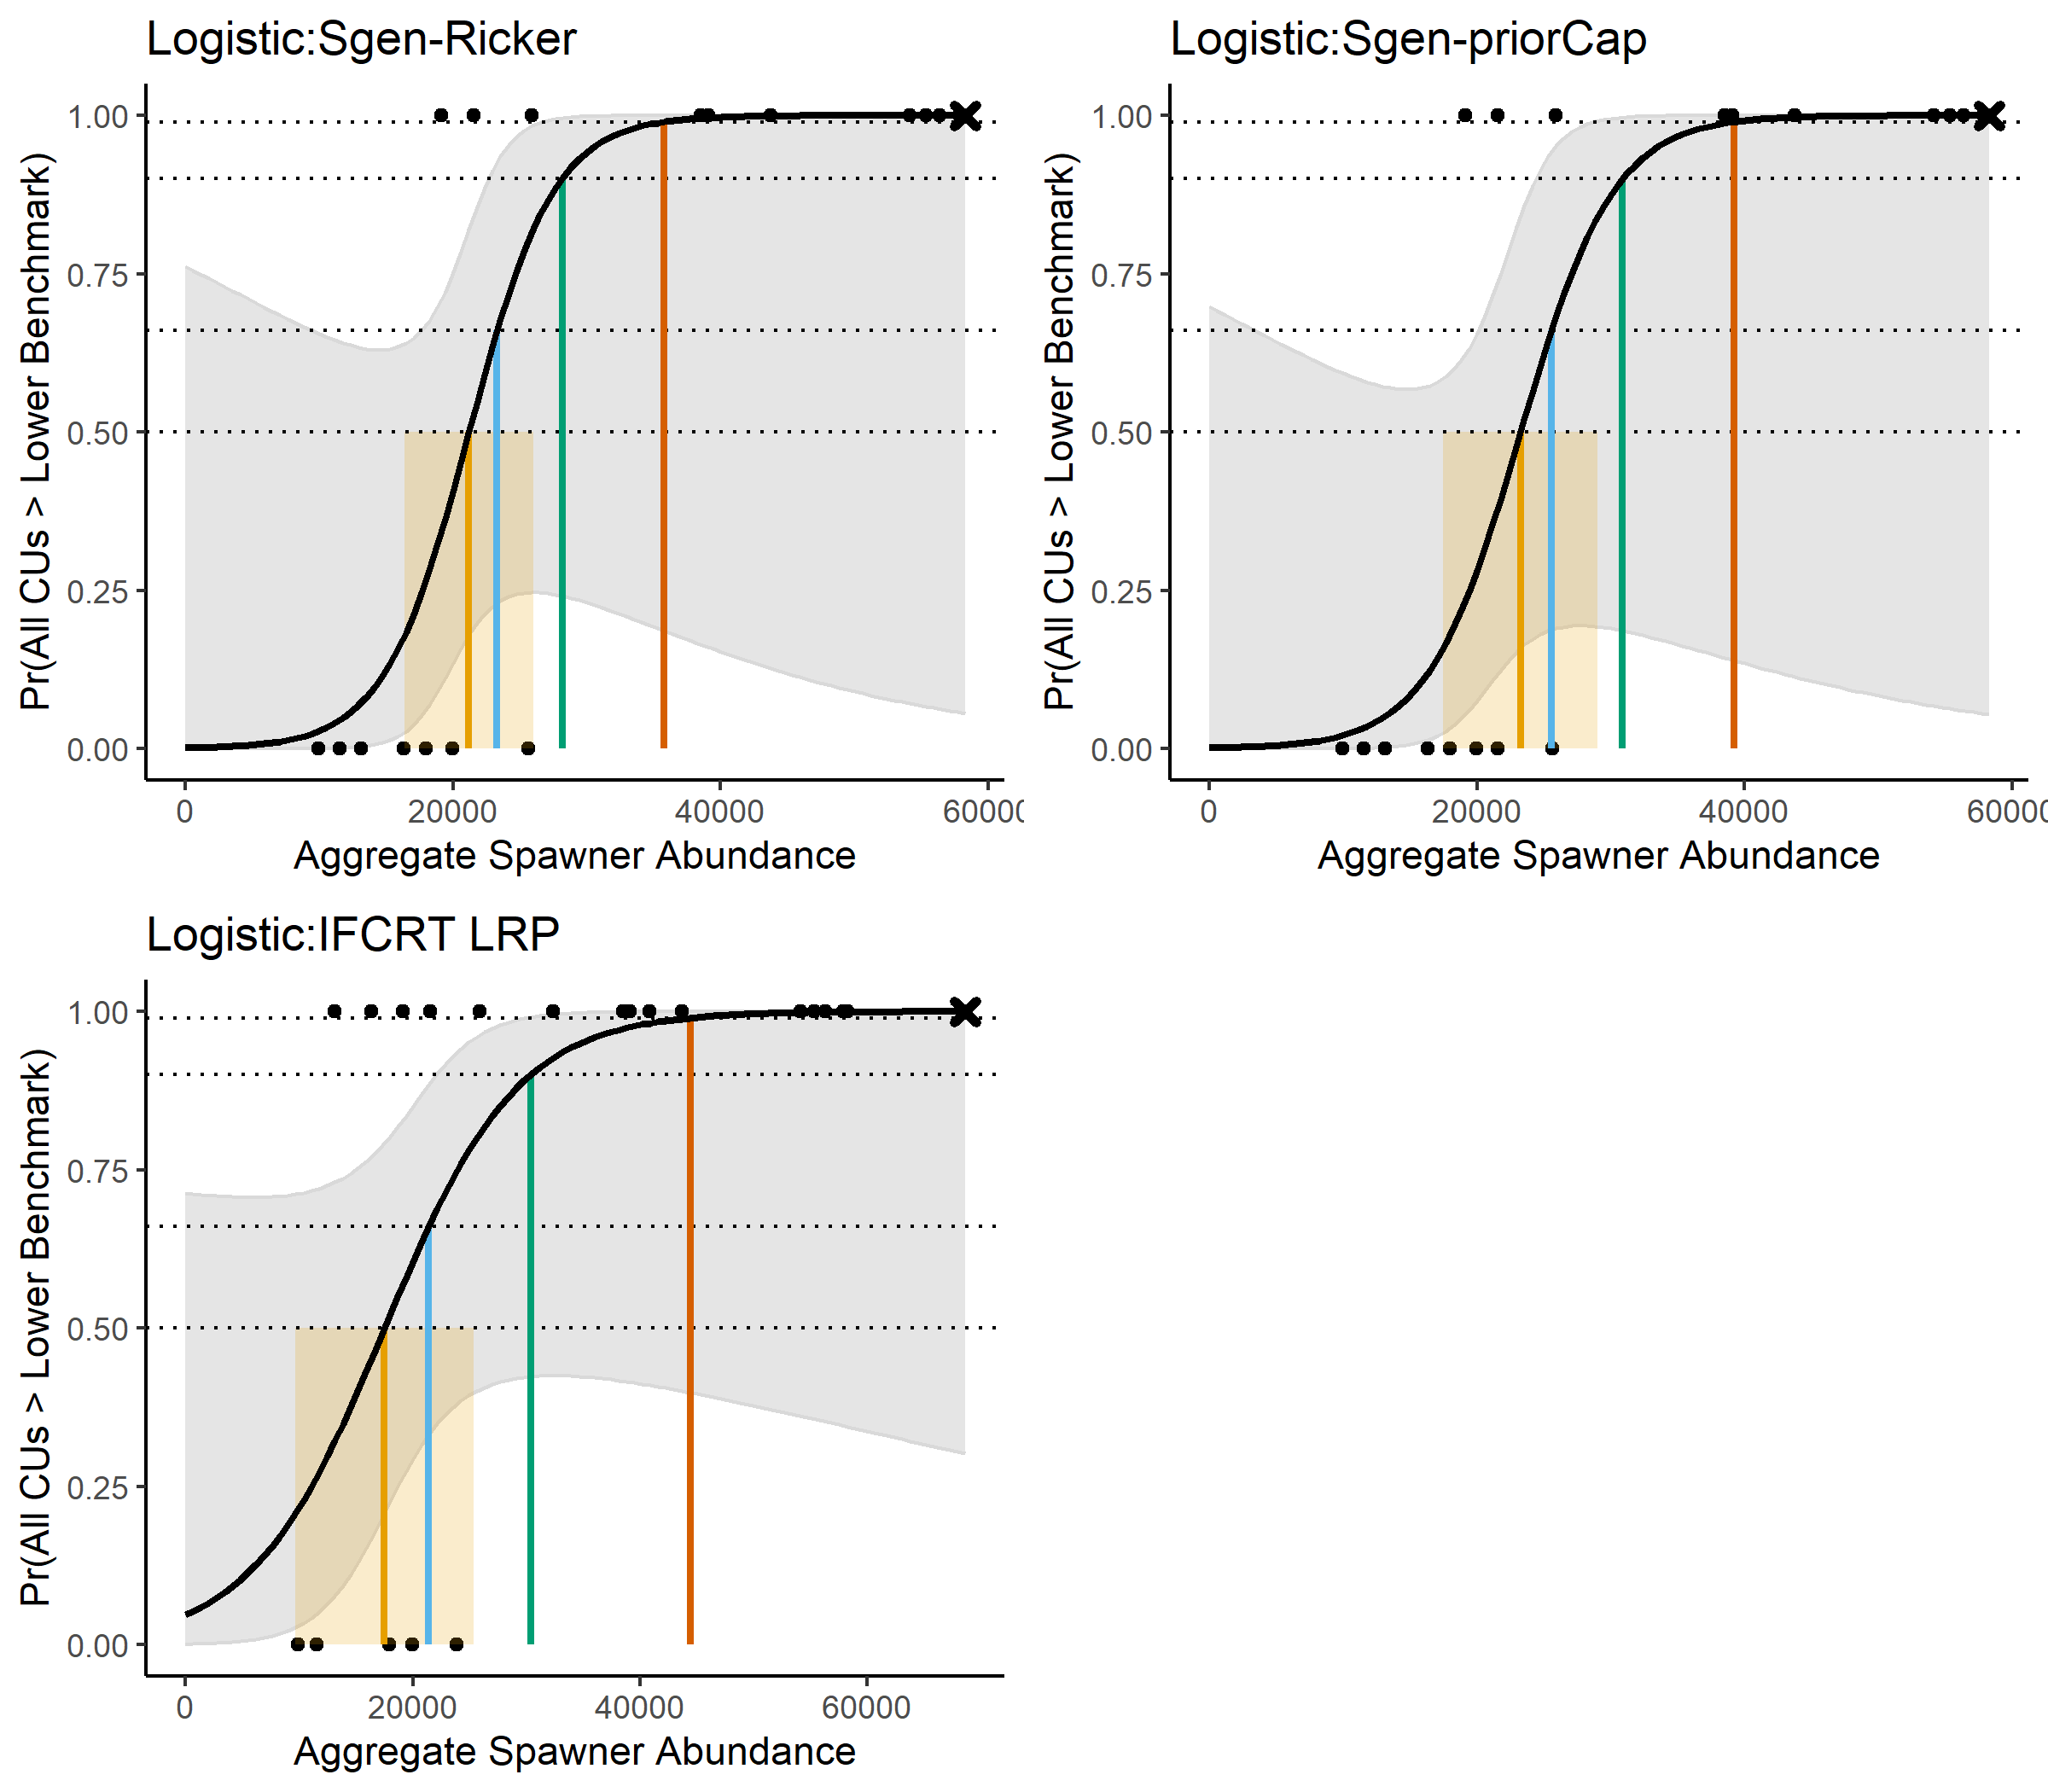 Logistic:Sgen-Ricker
Pr(All CUs > Lower Benchmark)
1.00
0.75
0.50
0.25
0.00
0 20000 40000 60000
Aggregate Spawner Abundance
Logistic:Sgen-priorCap
Pr(All CUs > Lower Benchmark)
1.00
0.75
0.50
0.25
0.00
0 20000 40000 60000
Aggregate Spawner Abundance
Logistic:IFCRT LRP
Pr(All CUs > Lower Benchmark)
1.00
0.75
0.50
0.25
0.00
0 20000 40000 60000
Aggregate Spawner Abundance